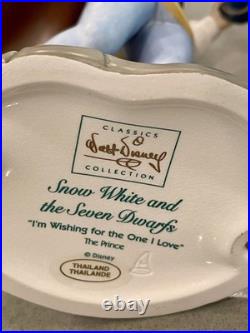 CLASSICS
Walt Disney
COLLECTION
Snow White and
the Seven Dwarfs
"I'm Wishing for the One I Love"
The Prince
© Disney
THAILAND
THAILANDE